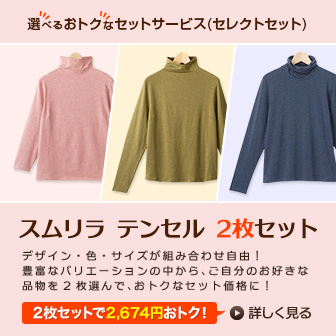 選べるおトクなセットサービス(セレクトセット)
スムリラ テンセル 2枚セット
デザイン・色・サイズが組み合わせ自由!
豊富なバリエーションの中から、ご自分のお好きな
品物を2枚選んで、おトクなセット価格に!
2枚セットで2,674円おトク! 詳しく見る